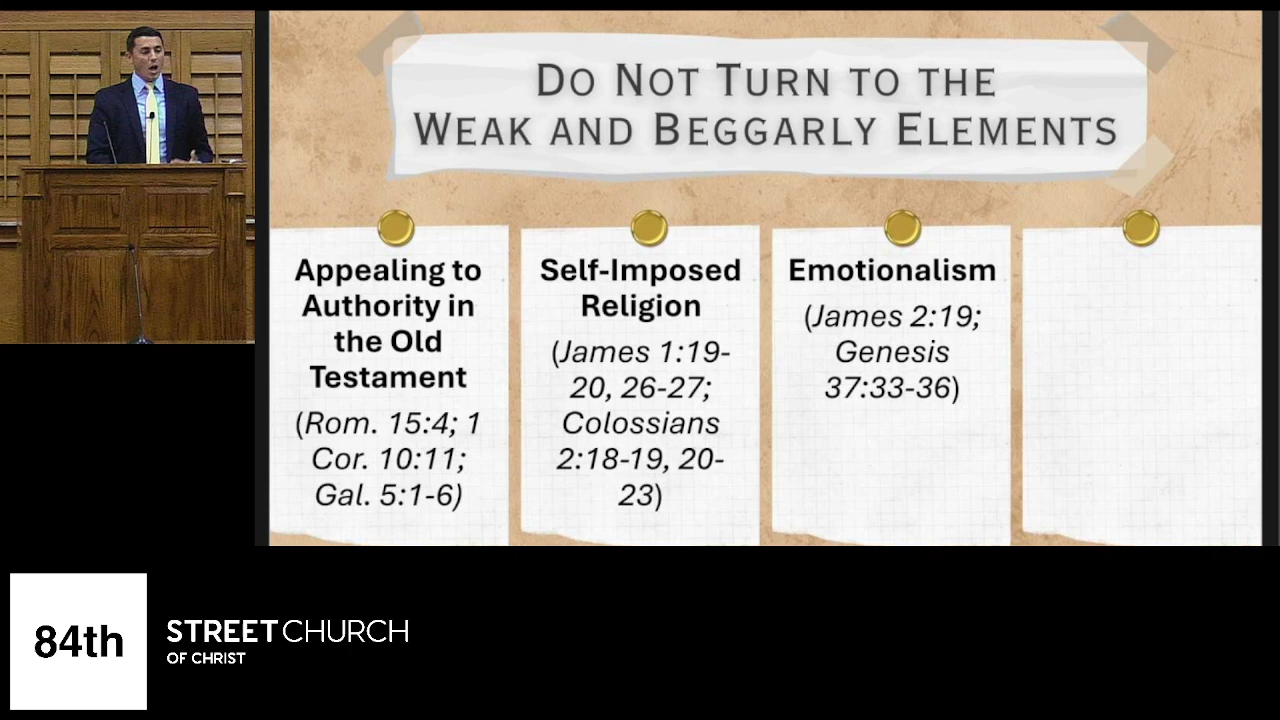 DO NOT TURN TO THE
WEAK AND BEGGARLY ELEMENTS
Appealing to
Authority in
the Old
Testament
(Rom. 15:4; 1
Cor. 10:11;
Gal. 5:1-6)
Self-Imposed
Religion
(James 1:19-
20, 26-27;
Colossians
2:18-19, 20-
23)
Emotionalism
(James 2:19;
Genesis
37:33-36)
84th
STREET CHURCH
OF CHRIST